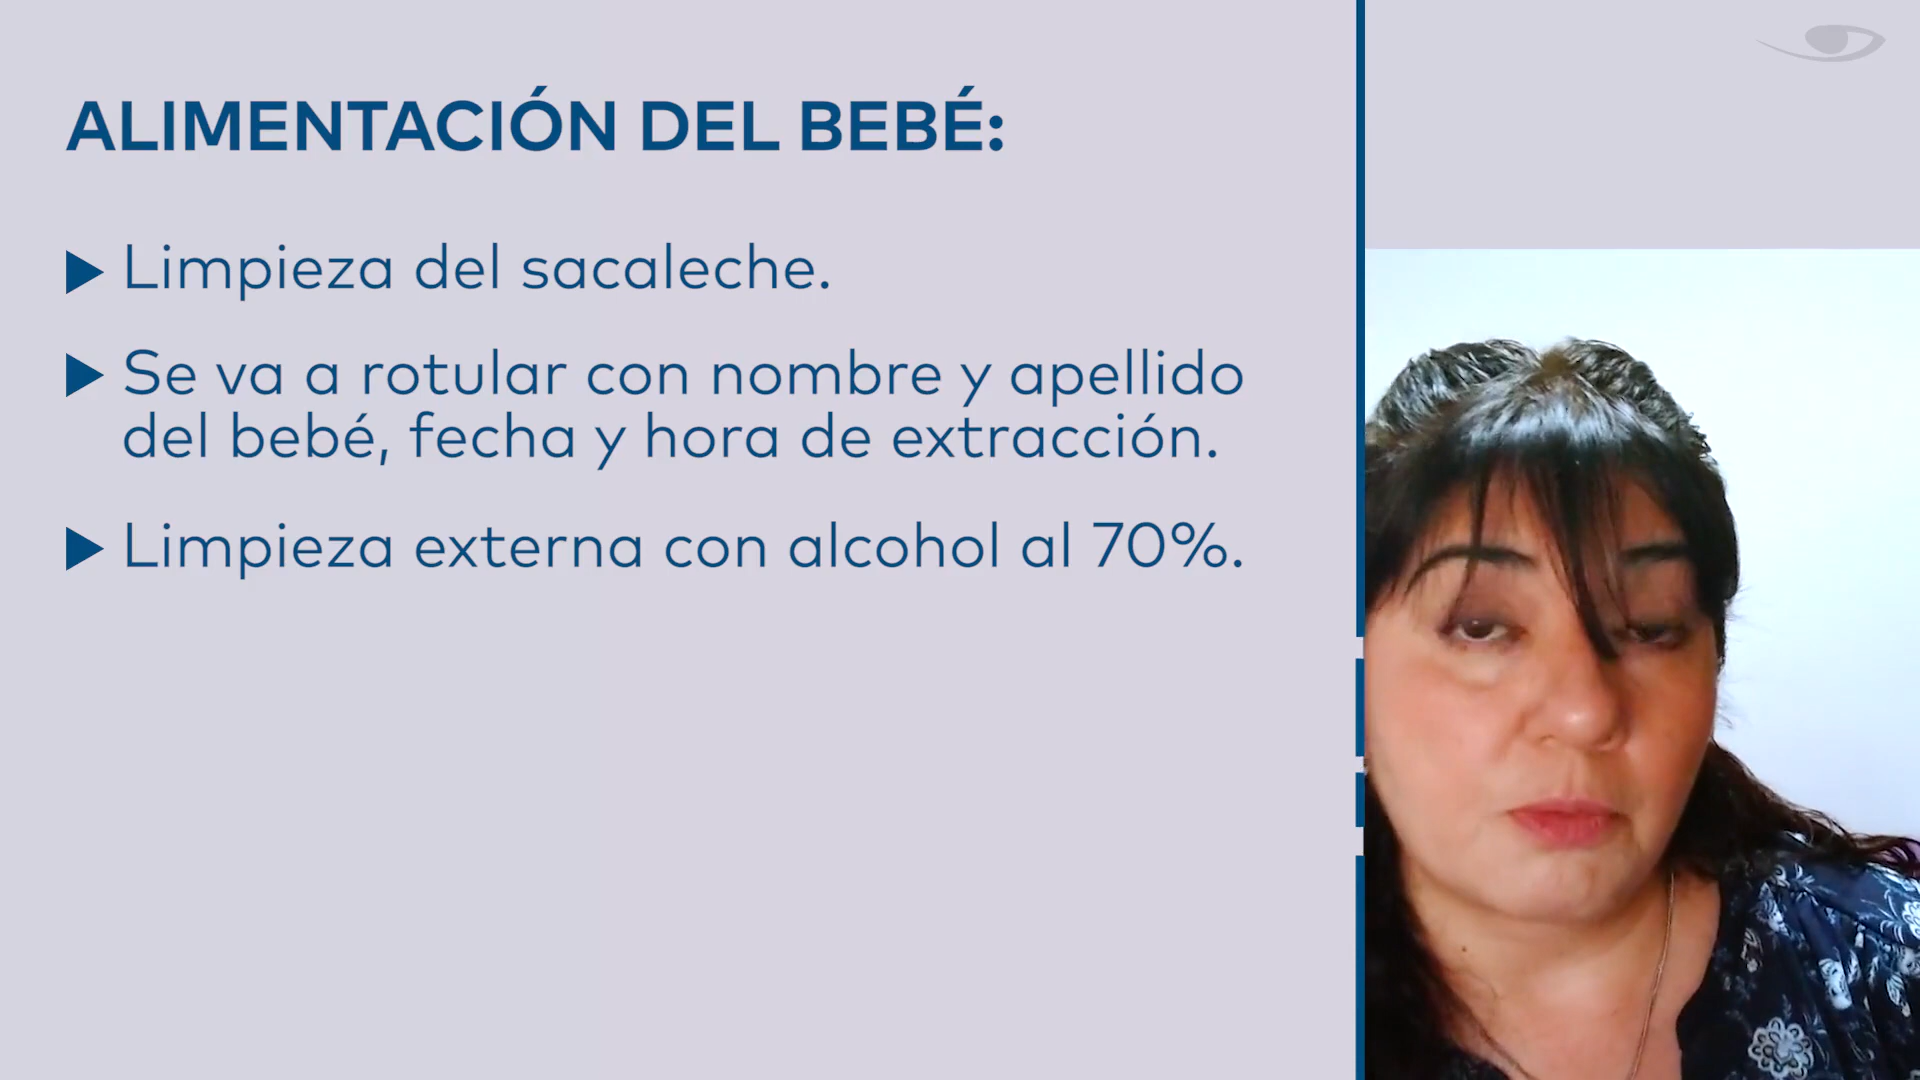 ALIMENTACIÓN DEL BEBÉ:
Limpieza del sacaleche.
Se va a rotular con nombre y apellido
del bebé, fecha y hora de extracción.
Limpieza externa con alcohol al 70%.